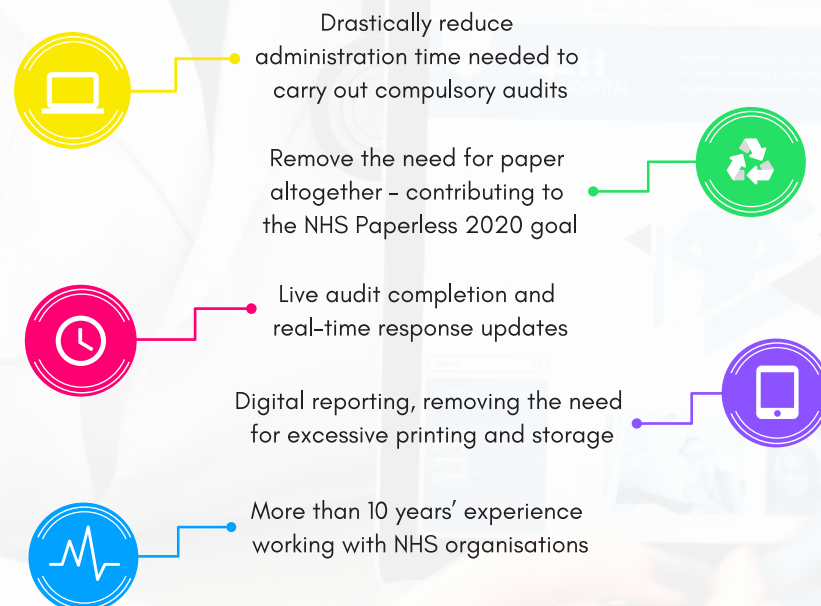 Drastically reduce
administration time needed to
carry out compulsory audits
Remove the need for paper
altogether – contributing to
the NHS Paperless 2020 goal
Live audit completion and
real-time response updates
Digital reporting, removing the need
for excessive printing and storage
More than 10 years’ experience
working with NHS organisations